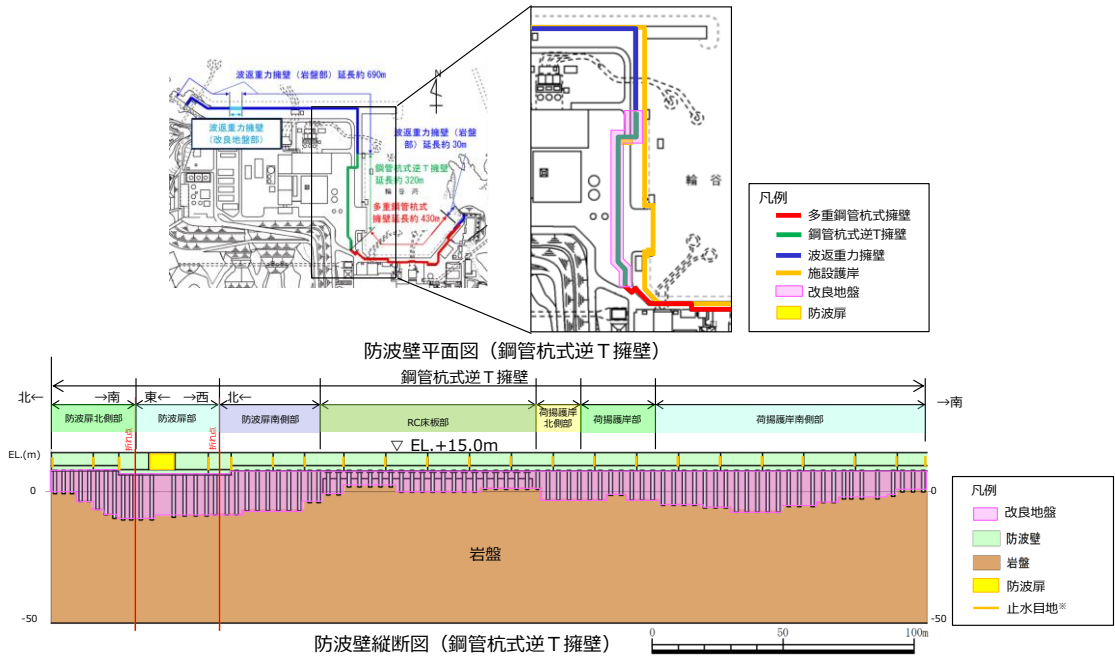 波返重力擁壁（岩盤部）延長約690m
N
波返重力擁壁
（改良地盤部）
波返重力擁壁（岩盤
部）延長約30m
鋼管杭式逆T擁壁
延長約320m
輪谷湾
多重鋼管杭式
擁壁延長約430m
輪 谷
凡例
多重鋼管杭式擁壁
鋼管杭式逆T擁壁
波返重力擁壁
施設護岸
改良地盤
防波扉
防波壁平面図（鋼管杭式逆Ｔ擁壁）
鋼管杭式逆Ｔ擁壁
北←
→南
東←
→西
北←
→南
防波扉北側部
防波扉部
防波扉南側部
RC床板部
荷揚護岸
北側部
荷揚護岸部
荷揚護岸南側部
折れ点
折れ点
▽ EL.+15.0m
EL.(m)
0
0
岩盤
-50
-50
凡例
改良地盤
防波壁
岩盤
防波扉
止水目地※
防波壁縦断図（鋼管杭式逆Ｔ擁壁）
0
50
100m